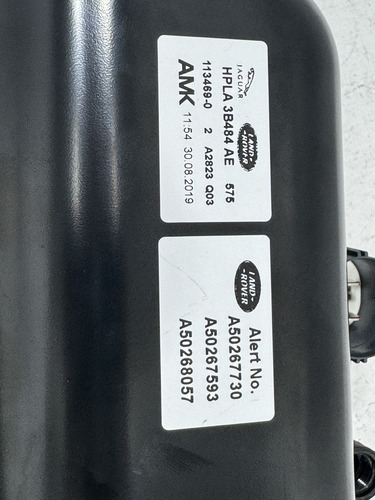 JAGUAR
LAND ROVER
HPLA 3B484 AE 575
113469-0 2 A2823 Q03
AMK 11:54 30.08.2019
LAND
ROVER
Alert No.
A50267730
A50267593
A50268057